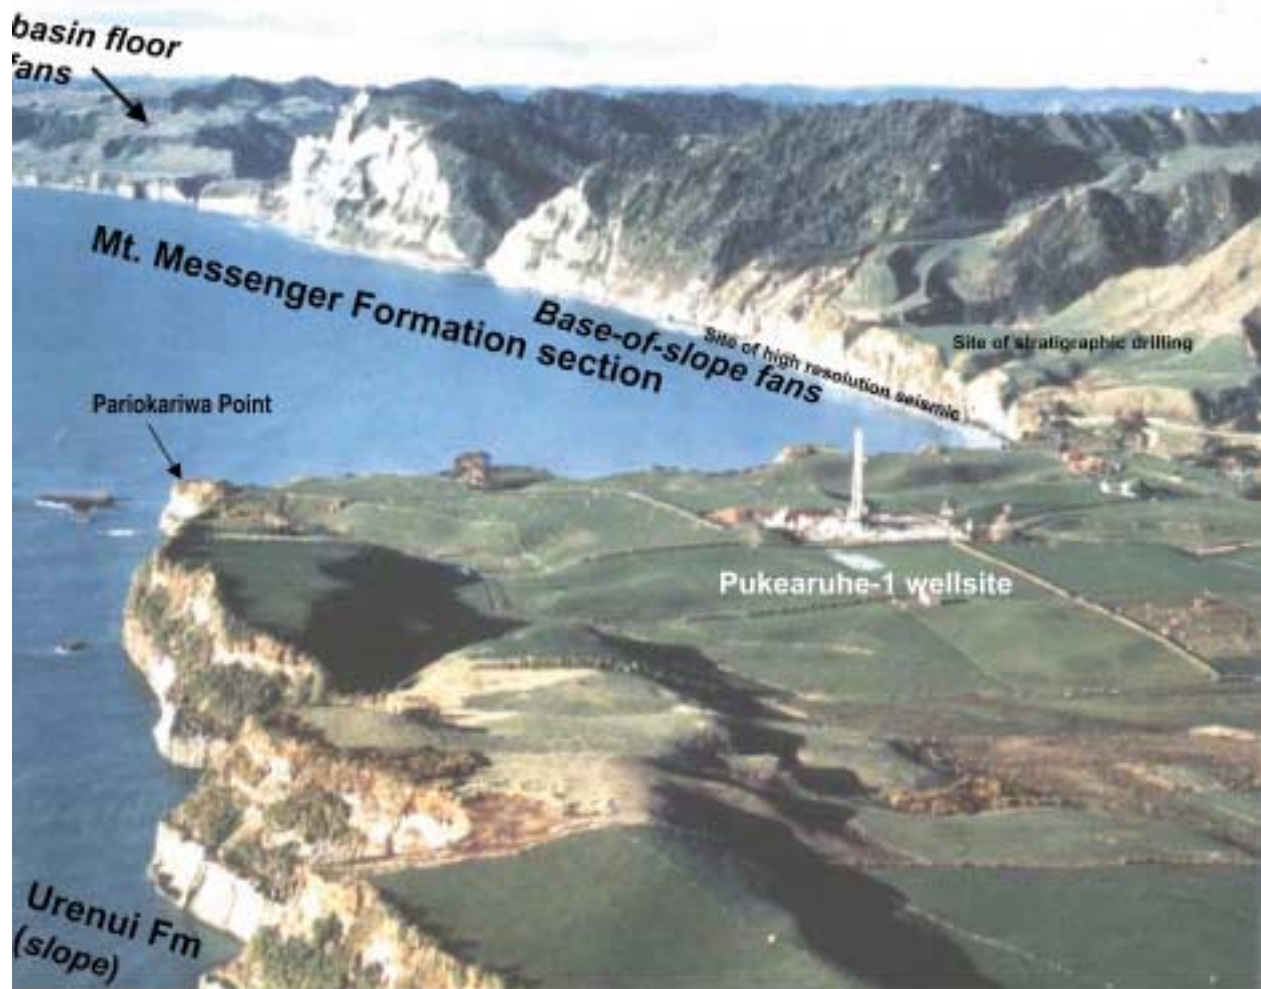 basin floor
fans
Mt. Messenger Formation section
Base-of-slope fans
Site of high resolution seismic
Site of stratigraphic drilling
Pariokariwa Point
Pukearuhe-1 wellsite
Urenui Fm
(slope)